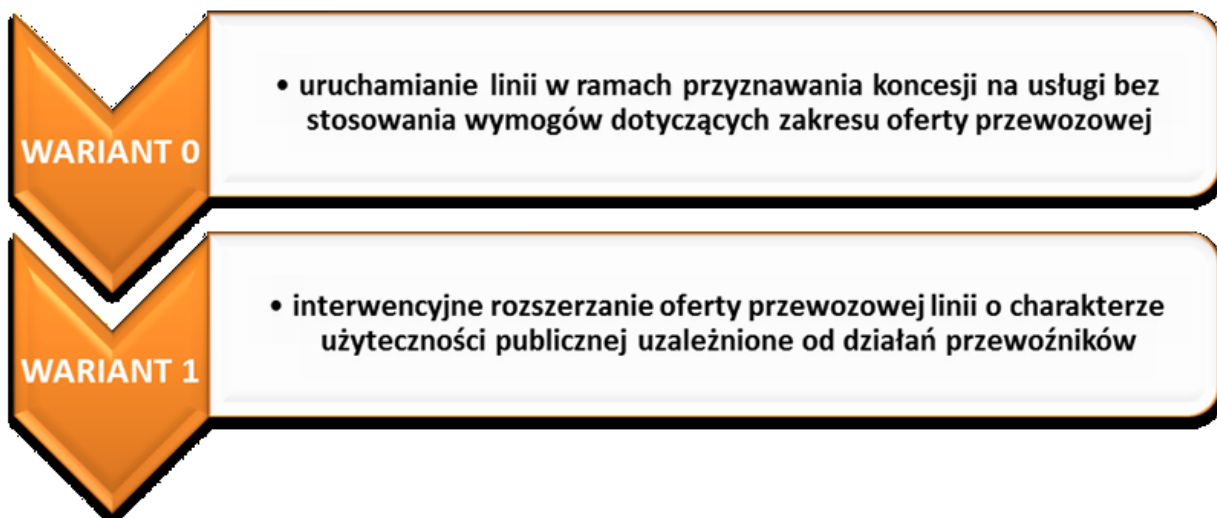 WARIANT 0
• uruchamianie linii w ramach przyznawania koncesji na usługi bez
stosowania wymogów dotyczących zakresu oferty przewozowej
WARIANT 1
• interwencyjne rozszerzanie oferty przewozowej linii o charakterze
użyteczności publicznej uzależnione od działań przewoźników